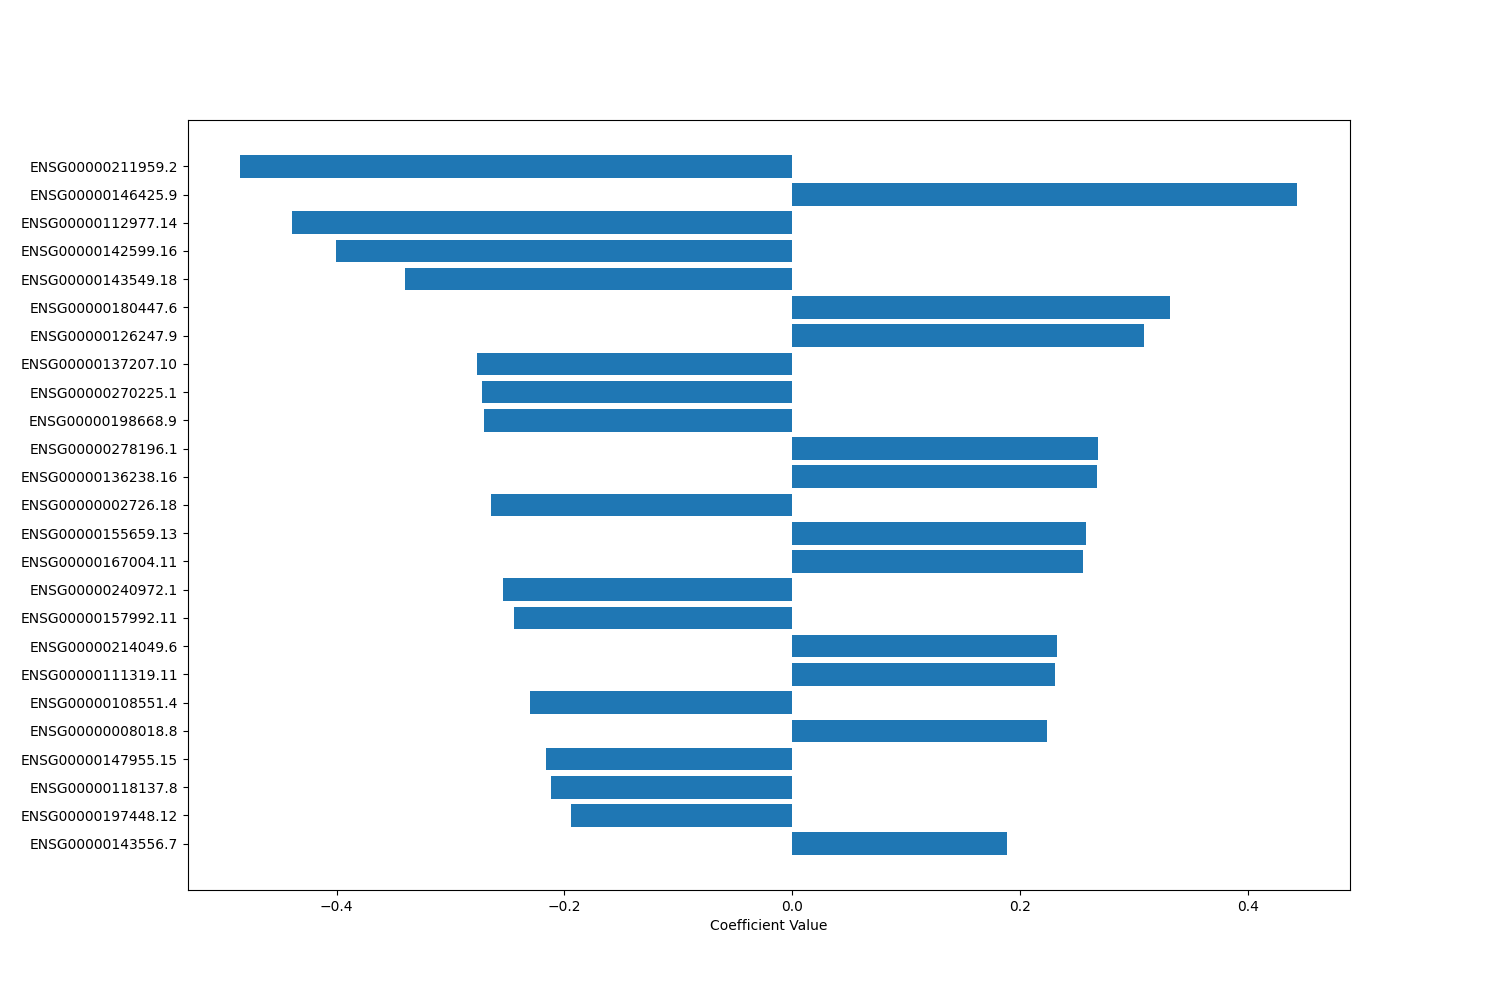 ENSG00000211959.2
ENSG00000146425.9
ENSG00000112977.14
ENSG00000142599.16
ENSG00000143549.18
ENSG00000180447.6
ENSG00000126247.9
ENSG00000137207.10
ENSG00000270225.1
ENSG00000198668.9
ENSG00000278196.1
ENSG00000136238.16
ENSG00000002726.18
ENSG00000155659.13
ENSG00000167004.11
ENSG00000240972.1
ENSG00000157992.11
ENSG00000214049.6
ENSG00000111319.11
ENSG00000108551.4
ENSG00000008018.8
ENSG00000147955.15
ENSG00000118137.8
ENSG00000197448.12
ENSG00000143556.7
−0.4 −0.2 0.0 0.2 0.4
Coefficient Value